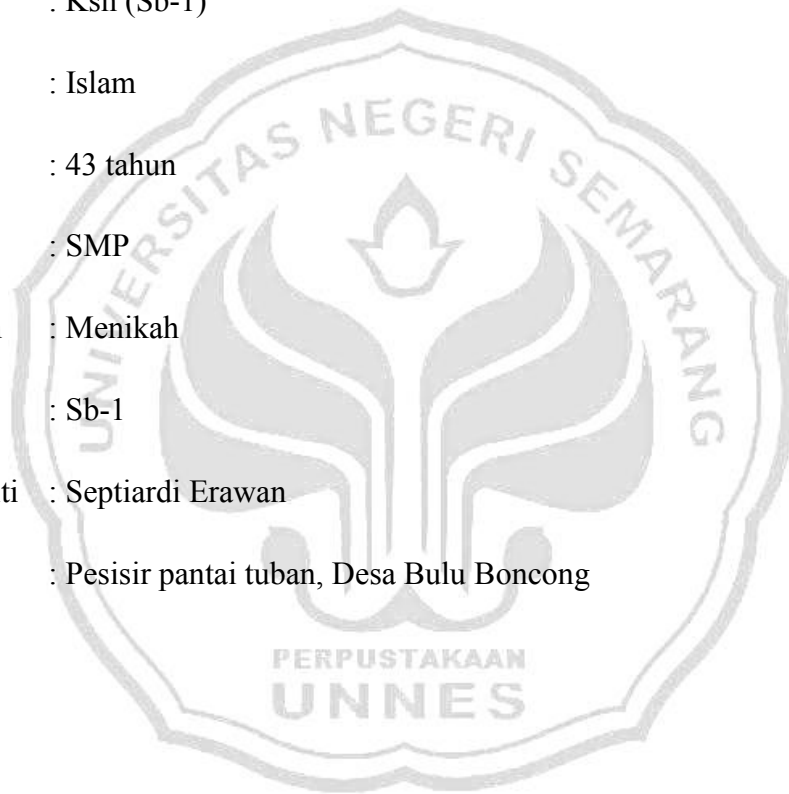 : Ksn (Sb-1)
: Islam
: 43 tahun
: SMP
: Menikah
: Sb-1
ti : Septiardi Erawan
: Pesisir pantai tuban, Desa Bulu Boncong
UNIVERSITAS NEGERI SEMARANG
PERPUSTAKAAN
UNNES